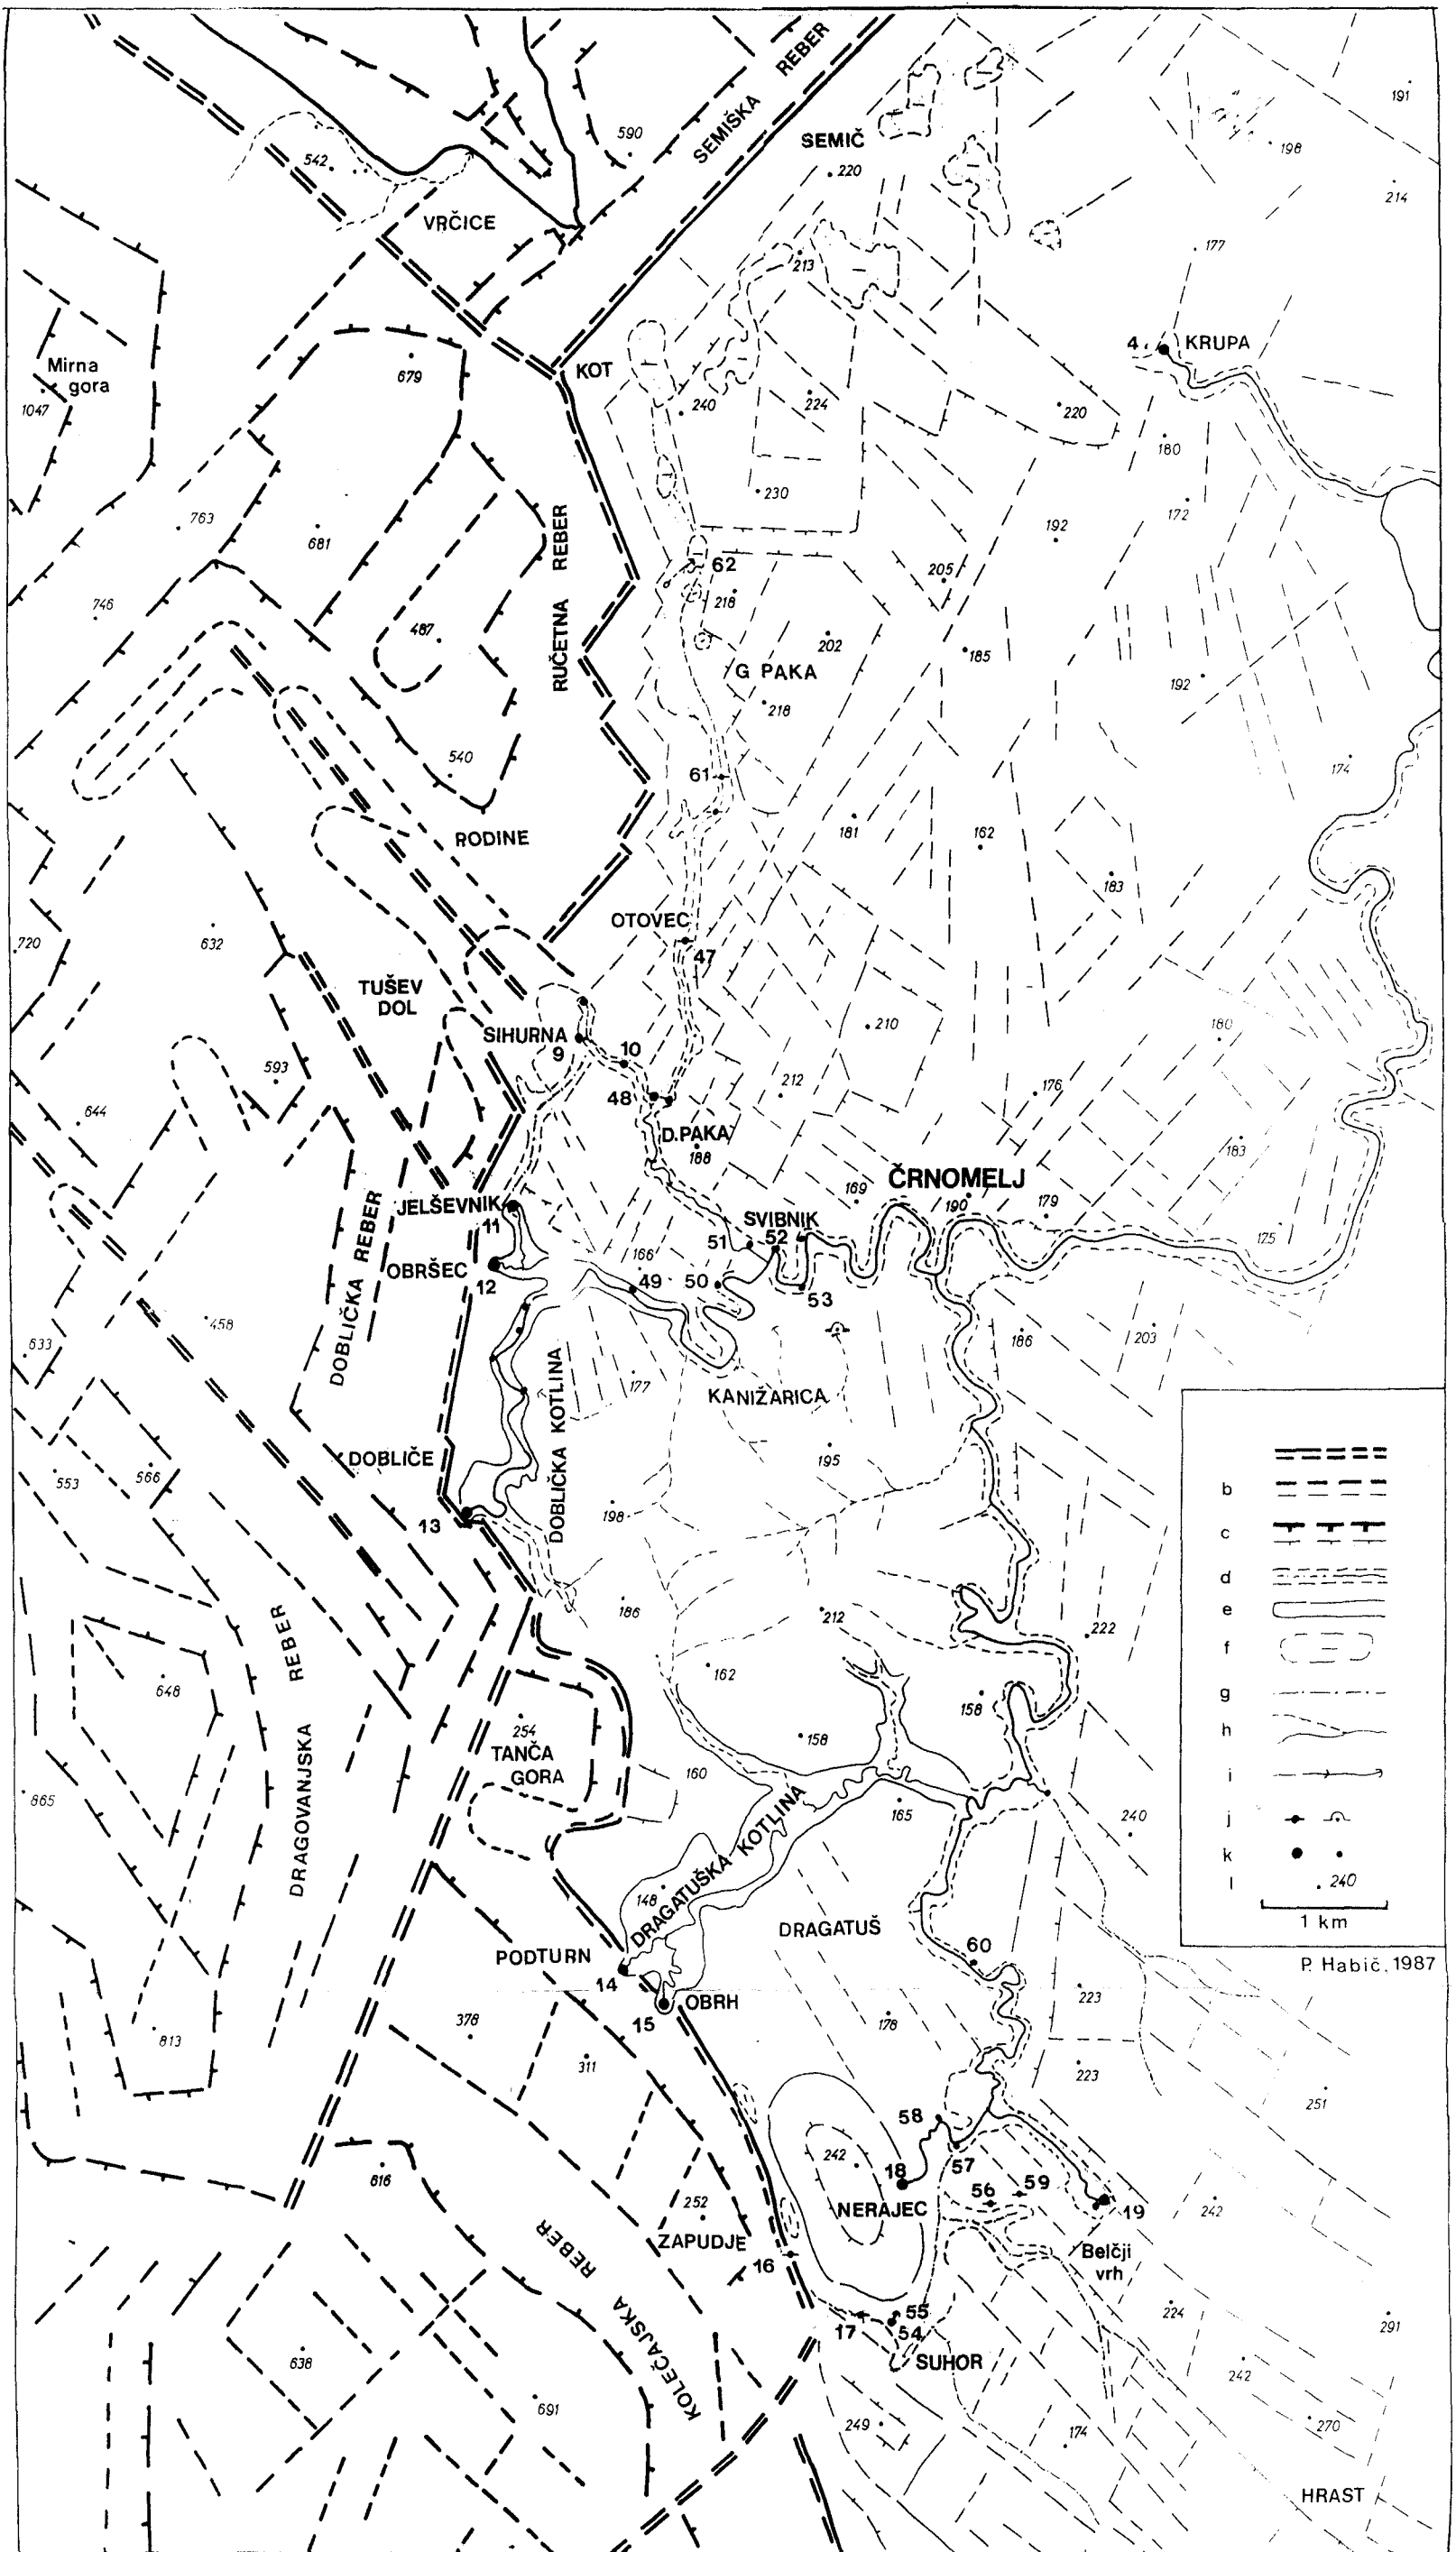 SEMIŠKA REBER
191
590
SEMIČ
198
542
220
214
VRČICE
177
213
4
KRUPA
KOT
Mirna
gora
679
1047
240
224
220
180
230
763
172
681
192
RUČETNA REBER
62
205
746
218
487
202
185
G PAKA
192
218
540
61
174
181
162
RODINE
183
OTOVEC
720
632
47
TUŠEV
DOL
210
180
SIHURNA
9
10
593
212
176
48
644
D.PAKA
188
183
ČRNOMELJ
169
190
179
JELŠEVNIK
11
SVIBNIK
51
52
175
DOBLIČKA REBER
166
OBRŠEC
12
49
50
53
458
633
186
203
177
DOBLIČKA KOTLINA
KANIŽARICA
DOBLIČE
195
553
566
b
198
13
c
d
186
212
e
222
f
DRAGOVANJSKA REBER
648
162
158
g
254
158
h
TANČA
GORA
160
i
865
165
240
j
k
DRAGATUŠKA KOTLINA
148
l
240
1 km
DRAGATUŠ
PODTURN
60
P. Habič, 1987
14
15
OBRH
223
378
178
813
311
223
251
58
242
57
816
18
59
56
252
NERAJEC
19
242
ZAPUDJE
16
Belčji
vrh
KOLEČAJSKA REBER
55
224
17
54
291
SUHOR
638
242
691
249
174
270
HRAST